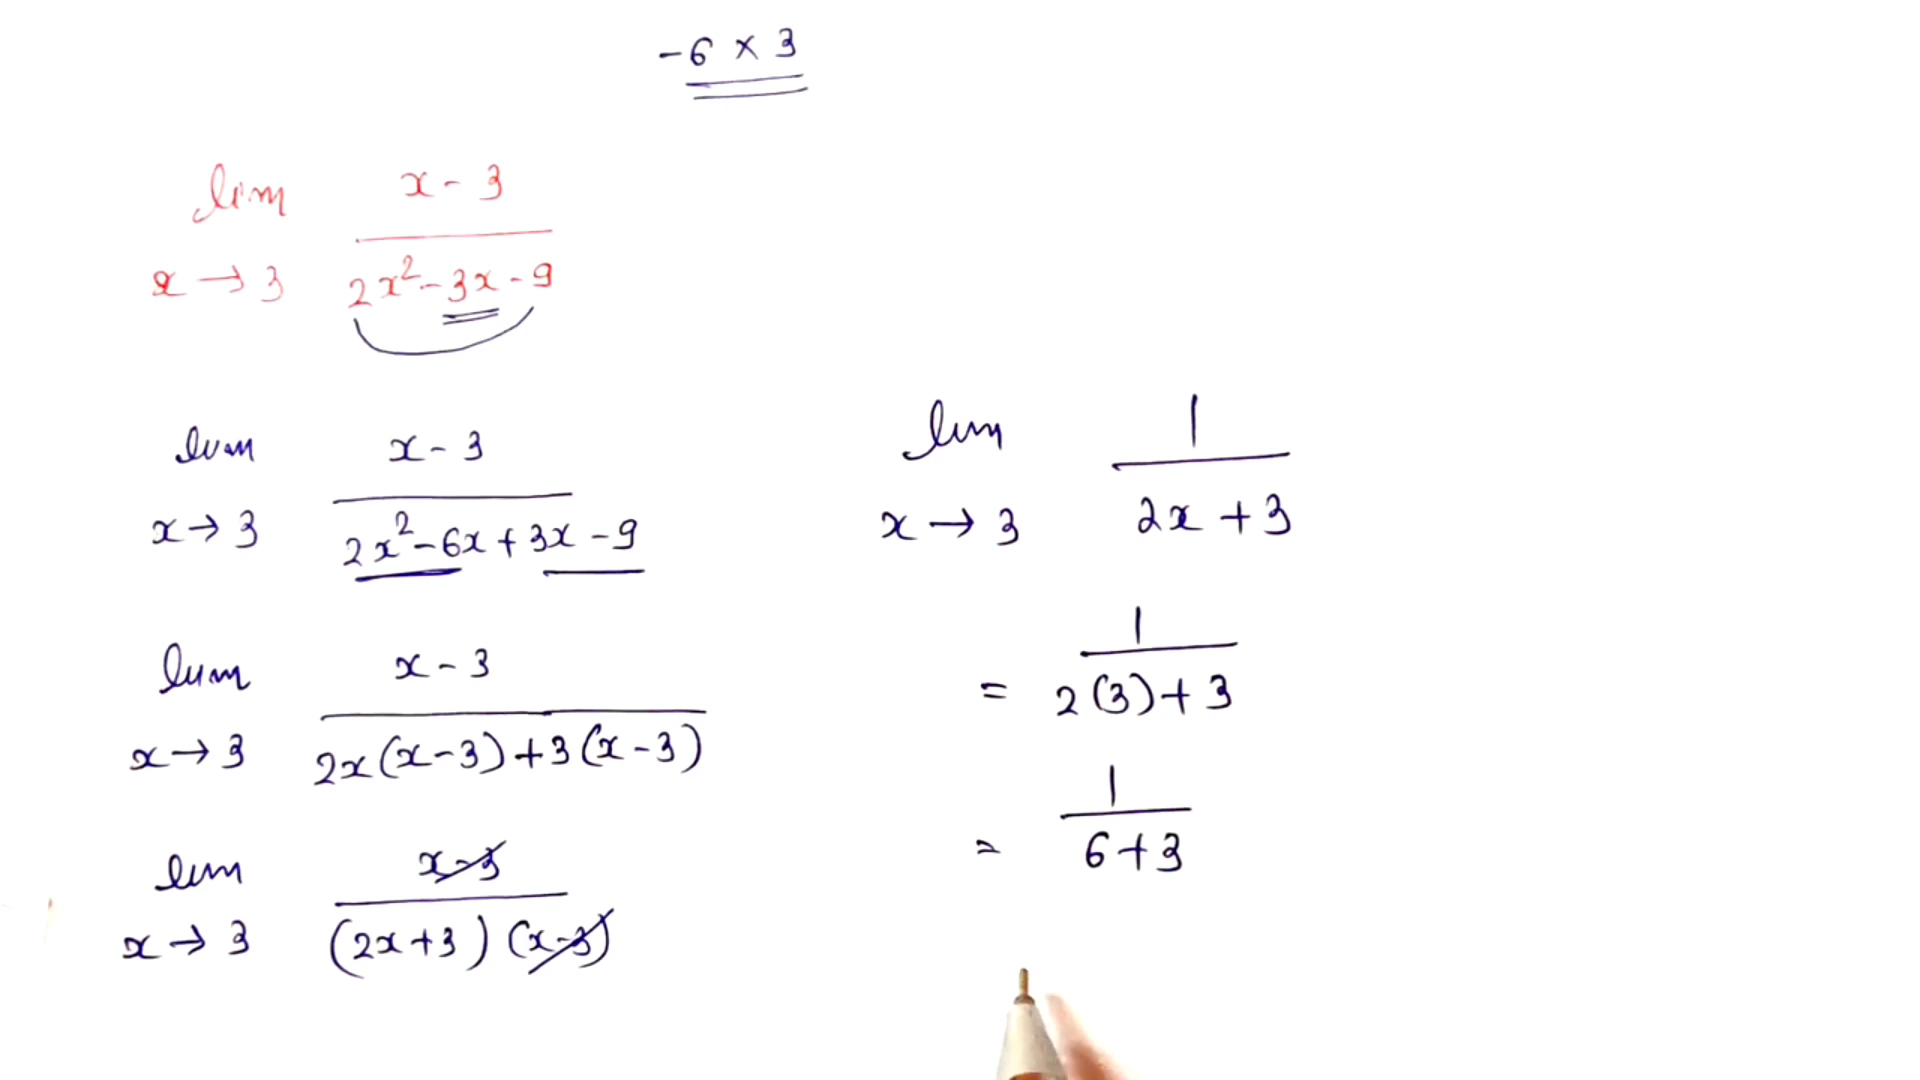 -6 × 3
lim x - 3
x → 3 2x² - 3x - 9
lim x - 3
x → 3 2x² - 6x + 3x - 9
lim x - 3
x → 3 2x(x - 3) + 3(x - 3)
lim x - 3
x → 3 (2x + 3) (x - 3)
lim 1
x → 3 2x + 3
1
= 2(3) + 3
1
= 6 + 3